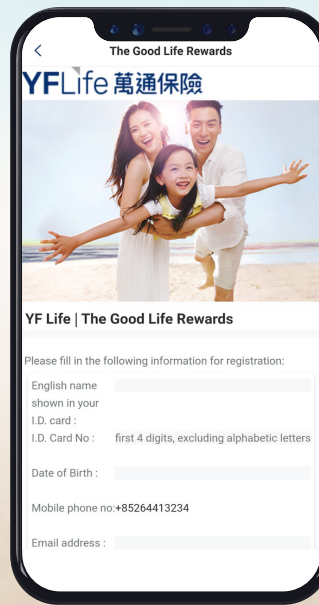 The Good Life Rewards
YFLife 萬通保險
YF Life | The Good Life Rewards
Please fill in the following information for registration:
English name
shown in your
I.D. card :
I.D. Card No : first 4 digits, excluding alphabetic letters
Date of Birth :
Mobile phone no:+85264413234
Email address :